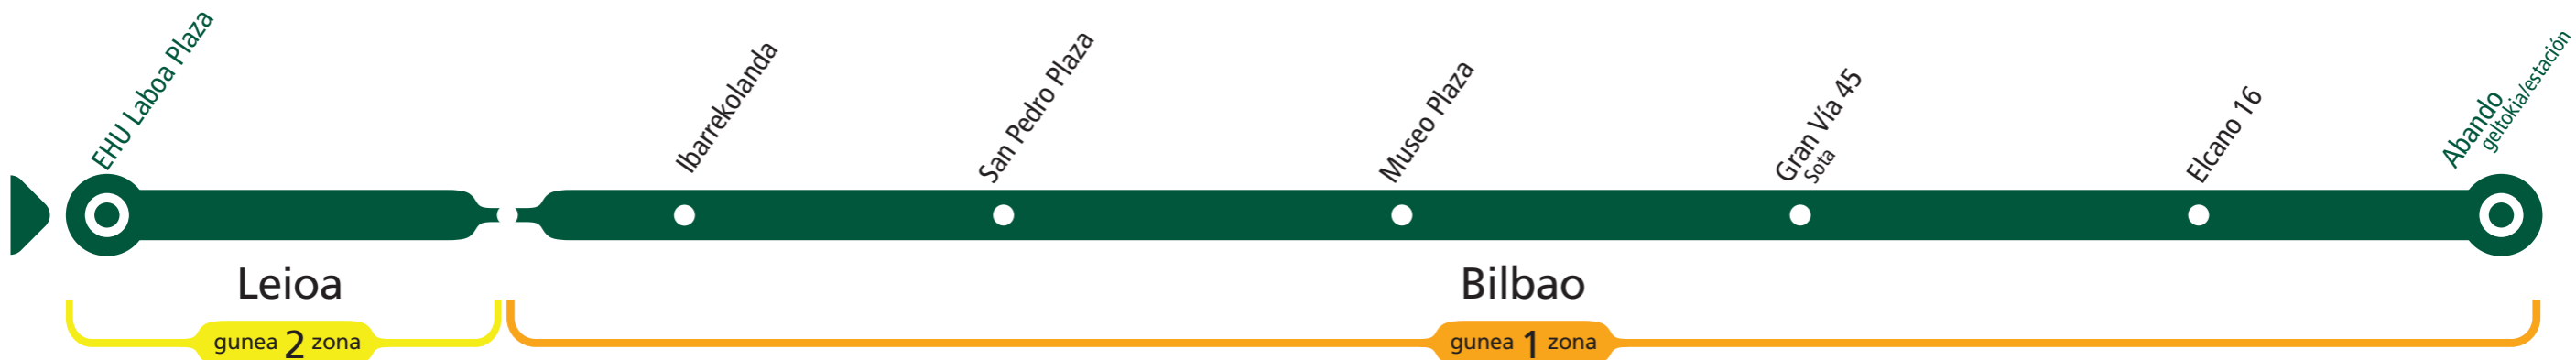 EHU Laboa Plaza
Ibarrekolanda
San Pedro Plaza
Museo Plaza
Gran Vía 45
Sota
Elcano 16
Abando
geltokia/estación
Leioa
Bilbao
gunea 2 zona
gunea 1 zona